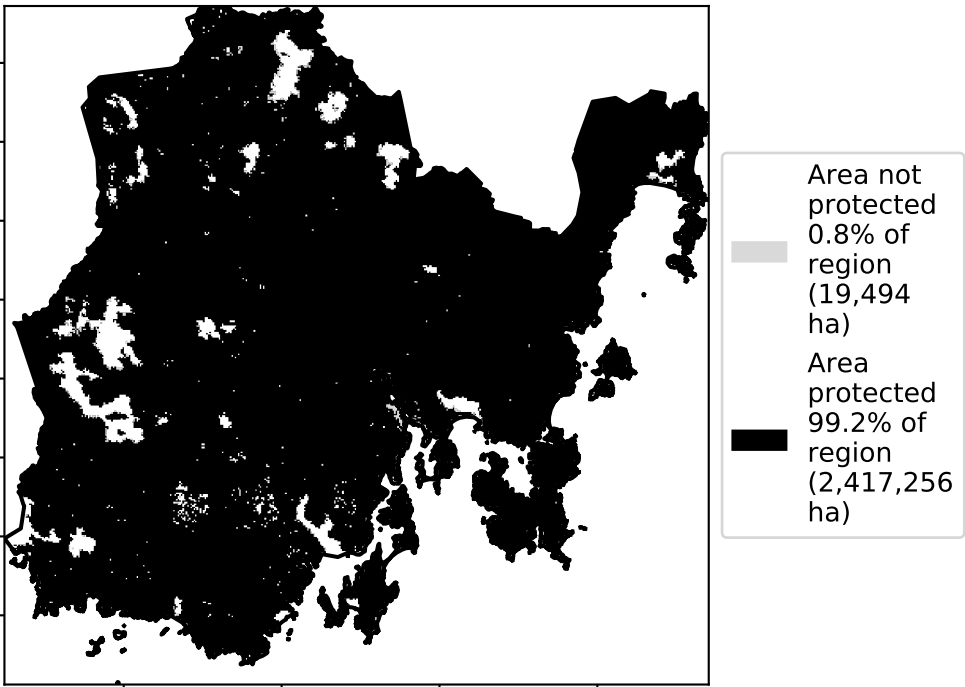 Area not
protected
0.8% of
region
(19,494
ha)
Area
protected
99.2% of
region
(2,417,256
ha)